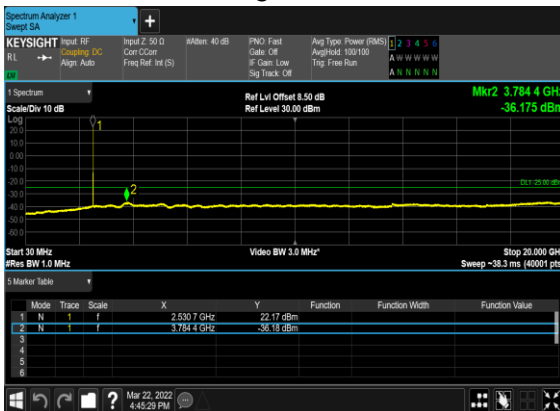 Spectrum Analyzer 1
Swept SA
KEYSIGHT Input: RF Input Z: 50 Ω #Atten: 40 dB PNO: Fast Avg Type: Power (RMS) 1 2 3 4 5 6
RL Coupling: DC Corr CCorr Gate: Off Avg|Hold: 100/100 A W W W W W
Align: Auto Freq Ref: Int (S) IF Gain: Low Trig: Free Run
Sig Track: Off A N N N N N
LV
1 Spectrum Ref Lvl Offset 8.50 dB Mkr2 3.784 4 GHz
Scale/Div 10 dB Ref Level 30.00 dBm -36.175 dBm
Log
20.0
10.0
0.00
-10.0
-20.0
-30.0
-40.0
-50.0
-60.0
1
2
DL1 -25.00 dBm
Start 30 MHz Video BW 3.0 MHz* Stop 20.000 GHz
#Res BW 1.0 MHz Sweep ~38.3 ms (40001 pts)
5 Marker Table
Mode Trace Scale X Y Function Function Width Function Value
1 N 1 f 2.530 7 GHz 22.17 dBm
2 N 1 f 3.784 4 GHz -36.18 dBm
3
4
5
6
Mar 22, 2022
4:45:29 PM